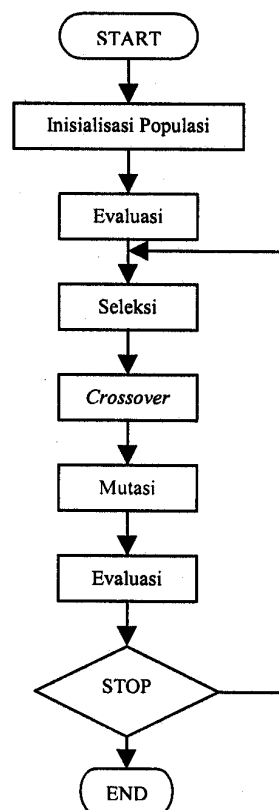 START
Inisialisasi Populasi
Evaluasi
Seleksi
Crossover
Mutasi
Evaluasi
STOP
END